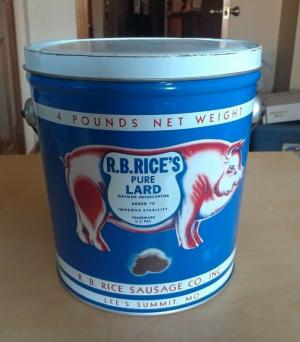 4 POUNDS NET WEIGHT
R.B. RICE'S
PURE
LARD
OXYGEN INTERCEPTOR
ADDED TO
IMPROVE STABILITY
TRADEMARK
U.S. PAT.
R. B. RICE SAUSAGE CO., INC.
LEE'S SUMMIT, MO.